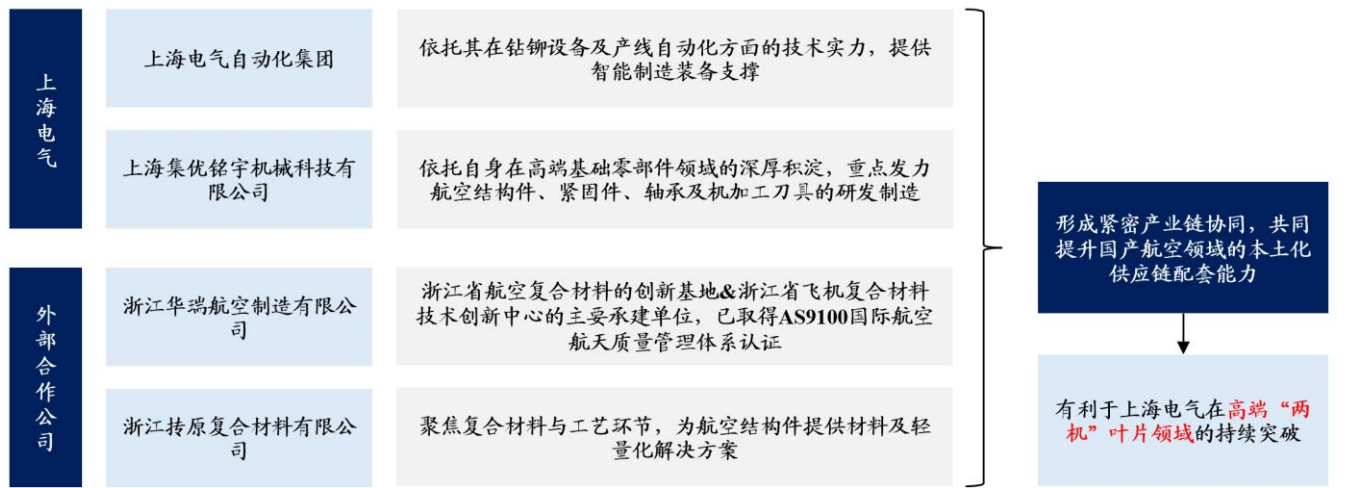 上海电气
上海电气自动化集团
依托其在钻铆设备及产线自动化方面的技术实力，提供
智能制造装备支撑
上海集优铭宇机械科技有
限公司
依托自身在高端基础零部件领域的深厚积淀，重点发力
航空结构件、紧固件、轴承及机加工刀具的研发制造
外部合作公司
浙江华瑞航空制造有限公
司
浙江省航空复合材料的创新基地&浙江省飞机复合材料
技术创新中心的主要承建单位，已取得AS9100国际航空
航天质量管理体系认证
浙江抟原复合材料有限公
司
聚焦复合材料与工艺环节，为航空结构件提供材料及轻
量化解决方案
形成紧密产业链协同，共同
提升国产航空领域的本土化
供应链配套能力
有利于上海电气在高端“两
机”叶片领域的持续突破